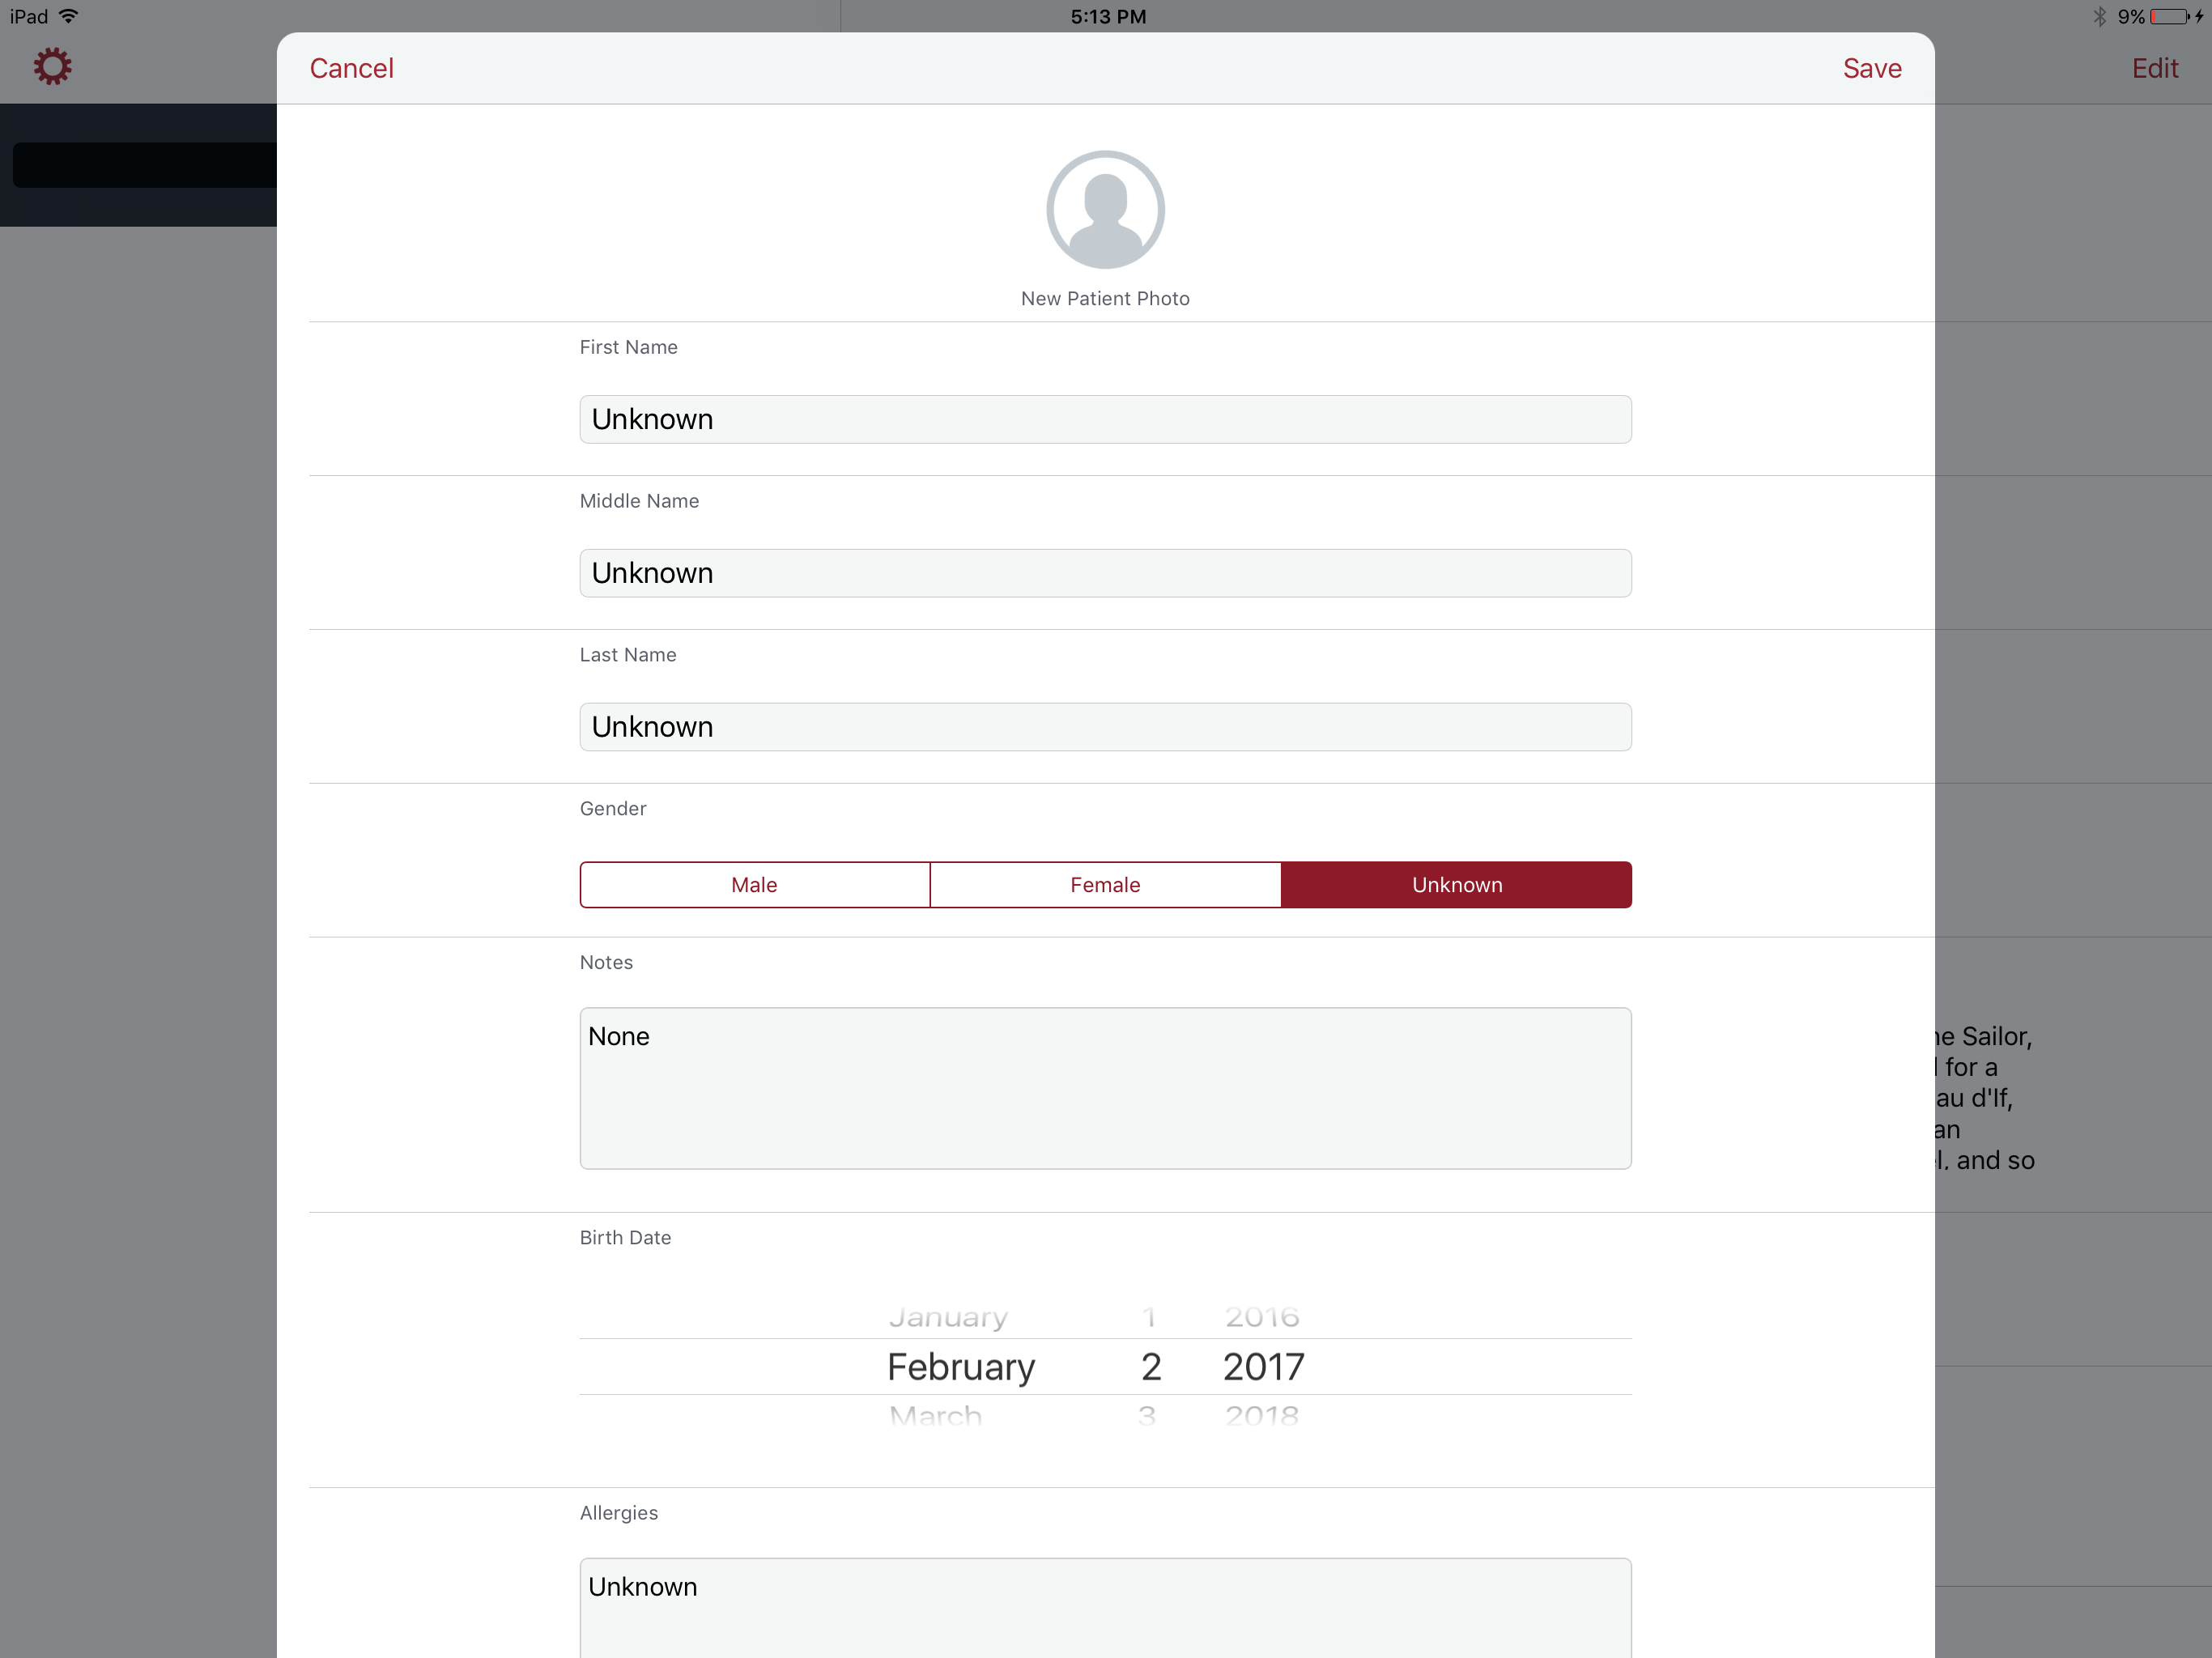 iPad 5:13 PM 9%
Cancel Save Edit
New Patient Photo
First Name
Unknown
Middle Name
Unknown
Last Name
Unknown
Gender
Male Female Unknown
Notes
None
Sailor,
for a
d'If,
and so
Birth Date
January 1 2016
February 2 2017
March 3 2018
Allergies
Unknown